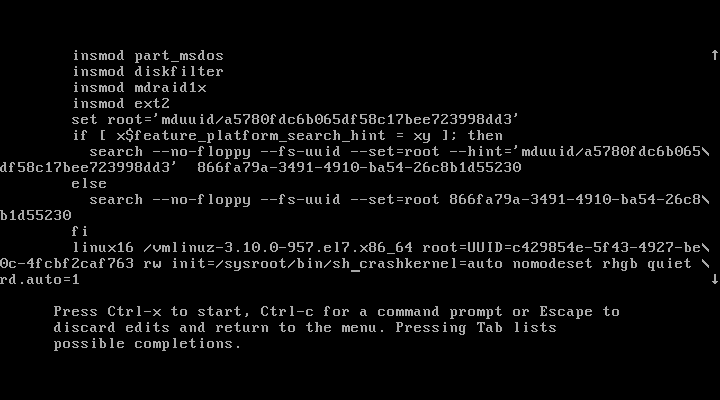 insmod part_msdos
insmod diskfilter
insmod mdraid1x
insmod ext2
set root='mduuid/a5780fdc6b065df58c17bee723998dd3'
if [ x$feature_platform_search_hint = xy ]; then
search --no-floppy --fs-uuid --set=root --hint='mduuid/a5780fdc6b065\
df58c17bee723998dd3'  866fa79a-3491-4910-ba54-26c8b1d55230
else
search --no-floppy --fs-uuid --set=root 866fa79a-3491-4910-ba54-26c8\
b1d55230
fi
linux16 /vmlinuz-3.10.0-957.el7.x86_64 root=UUID=c429854e-5f43-4927-be\
0c-4fcbf2caf763 rw init=/sysroot/bin/sh_crashkernel=auto nomodeset rhgb quiet \
rd.auto=1
Press Ctrl-x to start, Ctrl-c for a command prompt or Escape to
discard edits and return to the menu. Pressing Tab lists
possible completions.